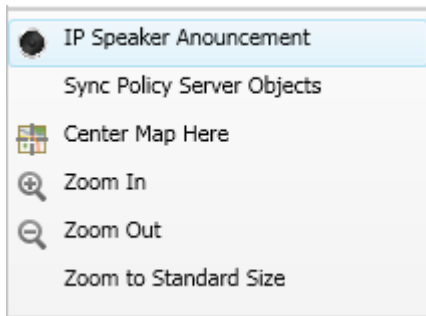 IP Speaker Anouncement
Sync Policy Server Objects
Center Map Here
Zoom In
Zoom Out
Zoom to Standard Size